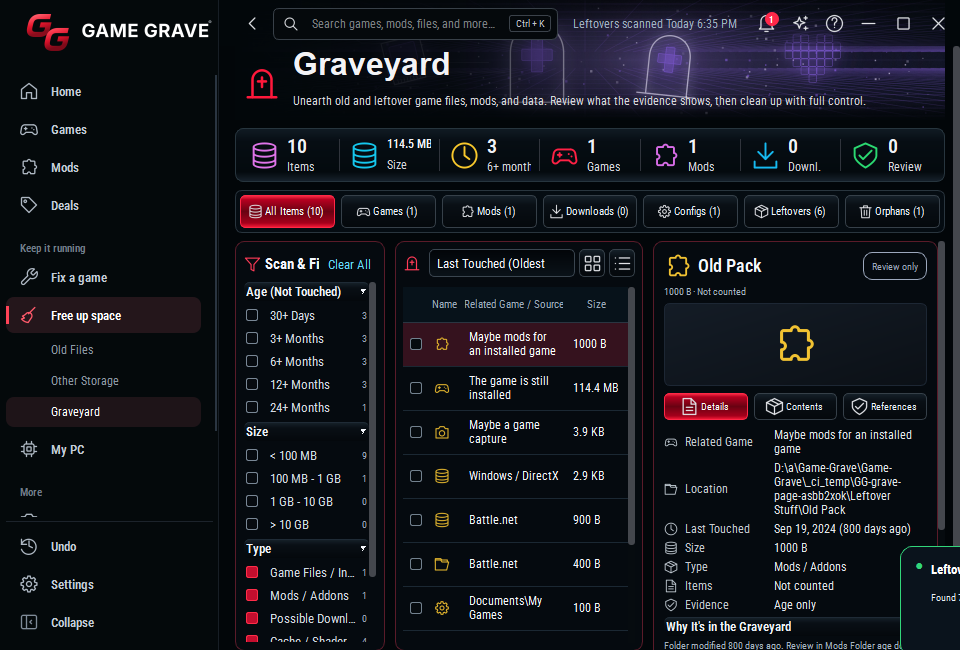 GG GAME GRAVE
Search games, mods, files, and more... Ctrl + K
Leftovers scanned Today 6:35 PM
1
Home
Games
Mods
Deals
Keep it running
Fix a game
Free up space
Old Files
Other Storage
Graveyard
My PC
More
Undo
Settings
Collapse
Graveyard
Unearth old and leftover game files, mods, and data. Review what the evidence shows, then clean up with full control.
10 Items
114.5 MB Size
3 6+ month
1 Games
1 Mods
0 Downl.
0 Review
All Items (10)
Games (1)
Mods (1)
Downloads (0)
Configs (1)
Leftovers (6)
Orphans (1)
Scan & Fi Clear All
Age (Not Touched)
30+ Days 3
3+ Months 3
6+ Months 3
12+ Months 3
24+ Months 1
Size
< 100 MB 9
100 MB - 1 GB 1
1 GB - 10 GB 0
> 10 GB 0
Type
Game Files / In... 1
Mods / Addons 1
Possible Downl... 0
Cache / Shader 4
Last Touched (Oldest
Name Related Game / Source Size
Maybe mods for
an installed game 1000 B
The game is still
installed 114.4 MB
Maybe a game
capture 3.9 KB
Windows / DirectX 2.9 KB
Battle.net 900 B
Battle.net 400 B
Documents\My
Games 100 B
Old Pack Review only
1000 B · Not counted
Details
Contents
References
Related Game Maybe mods for an installed
game
Location D:\a\Game-Grave\Game-
Grave\_ci_temp\GG-grave-
page-asbb2xok\Leftover
Stuff\Old Pack
Last Touched Sep 19, 2024 (800 days ago)
Size 1000 B
Type Mods / Addons
Items Not counted
Evidence Age only
Why It's in the Graveyard
Folder modified 800 days ago. Review in Mods Folder age d
Leftov
Found 7